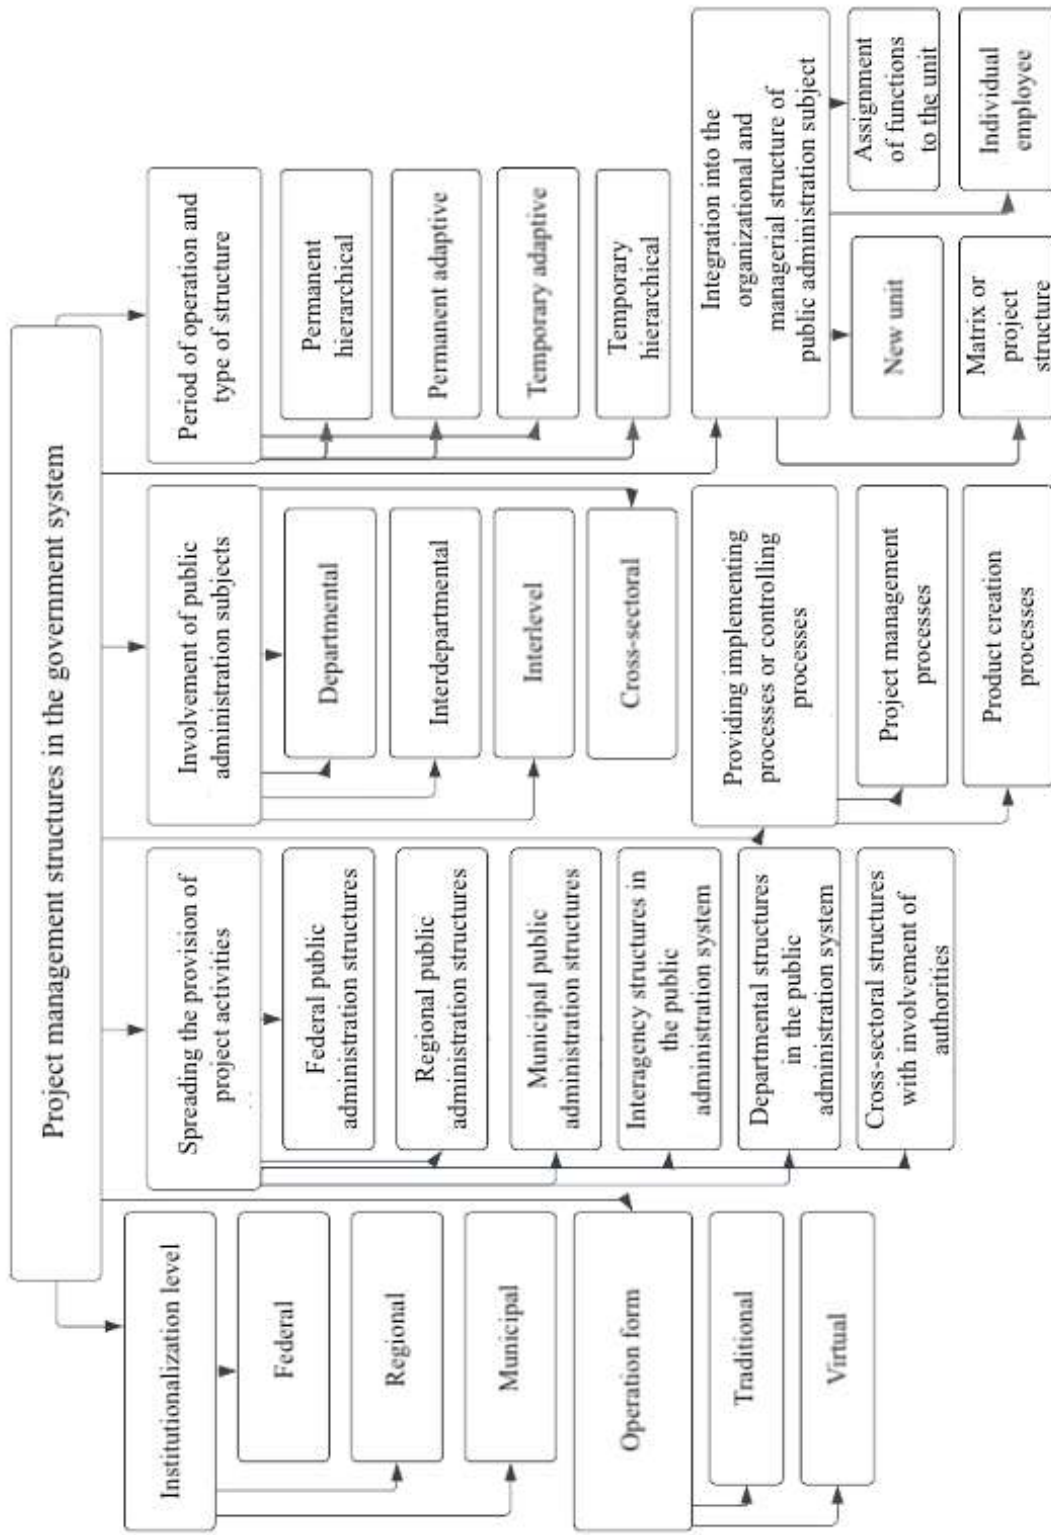 Project management structures in the government system
Institutionalization level
Federal
Regional
Municipal
Operation form
Traditional
Virtual
Spreading the provision of
project activities
Federal public
administration structures
Regional public
administration structures
Municipal public
administration structures
Interagency structures in
the public
administration system
Departmental structures
in the public
administration system
Cross-sectoral structures
with involvement of
authorities
Involvement of public
administration subjects
Departmental
Interdepartmental
Interlevel
Cross-sectoral
Providing implementing
processes or controlling
processes
Project management
processes
Product creation
processes
Period of operation and
type of structure
Permanent
hierarchical
Permanent adaptive
Temporary adaptive
Temporary
hierarchical
Integration into the
organizational and
managerial structure of
public administration subject
New unit
Matrix or
project
structure
Assignment
of functions
to the unit
Individual
employee